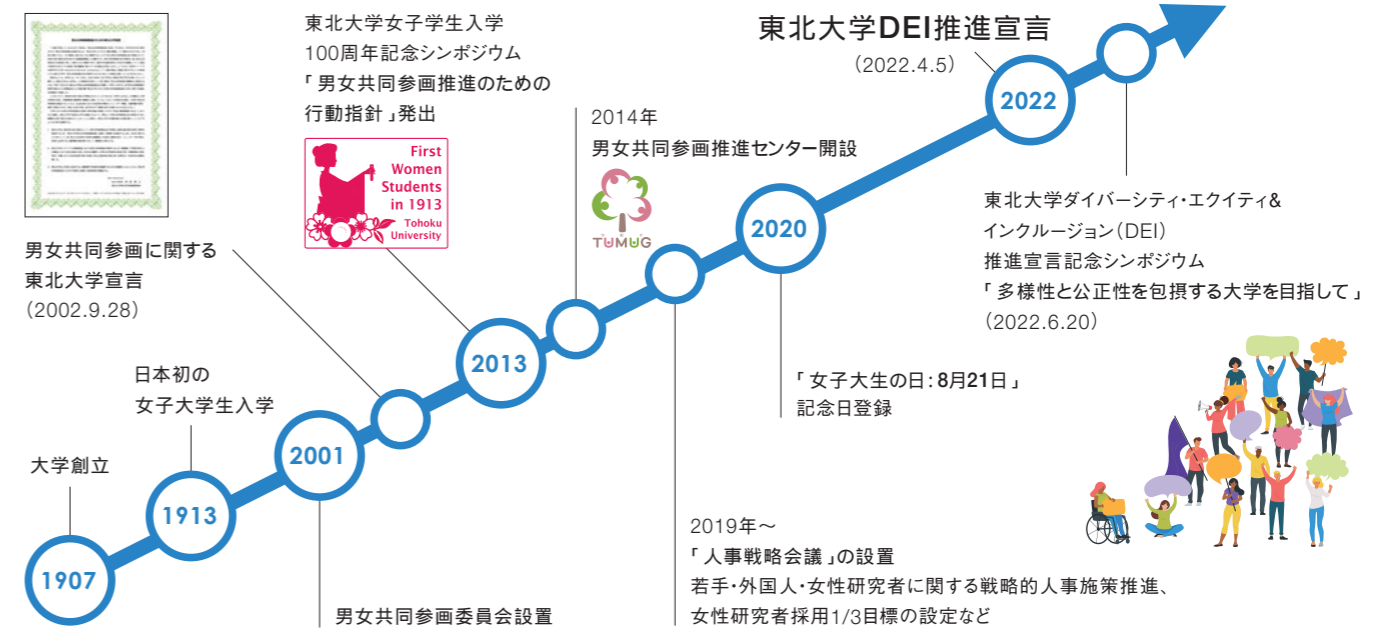 東北大学女子学生入学
100周年記念シンポジウム
「男女共同参画推進のための
行動指針」発出
First
Women
Students
in 1913
Tohoku
University
男女共同参画に関する
東北大学宣言
（2002.9.28）
2014年
男女共同参画推進センター開設
TUMUG
東北大学DEI推進宣言
（2022.4.5）
2022
2020
2013
2001
1913
1907
日本初の
女子大学生入学
大学創立
東北大学ダイバーシティ・エクイティ&
インクルージョン（DEI）
推進宣言記念シンポジウム
「多様性と公正性を包摂する大学を目指して」
（2022.6.20）
「女子大生の日：8月21日」
記念日登録
2019年～
「人事戦略会議」の設置
若手・外国人・女性研究者に関する戦略的人事施策推進、
女性研究者採用1/3目標の設定など
男女共同参画委員会設置